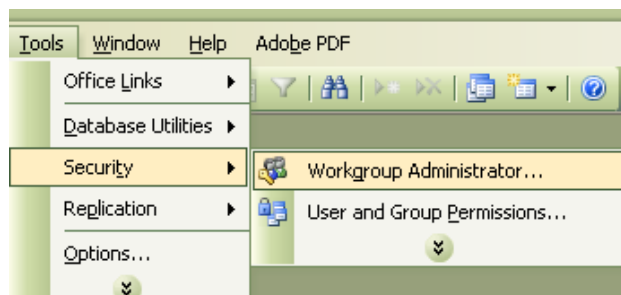 Tools Window Help Adobe PDF
Office Links
Database Utilities
Security
Workgroup Administrator...
Replication
User and Group Permissions...
Options...